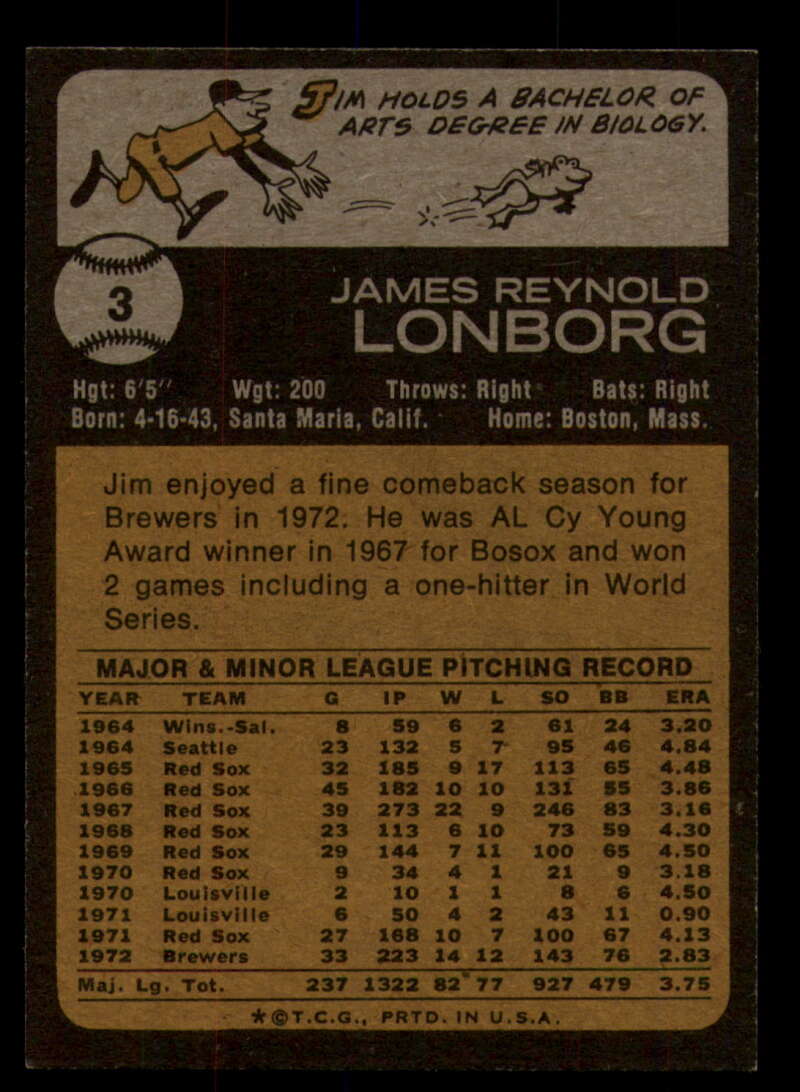 JIM HOLDS A BACHELOR OF
ARTS DEGREE IN BIOLOGY.
3
JAMES REYNOLD
LONBORG
Hgt: 6'5" Wgt: 200 Throws: Right Bats: Right
Born: 4-16-43, Santa Maria, Calif. Home: Boston, Mass.
Jim enjoyed a fine comeback season for
Brewers in 1972. He was AL Cy Young
Award winner in 1967 for Bosox and won
2 games including a one-hitter in World
Series.
MAJOR & MINOR LEAGUE PITCHING RECORD
YEAR TEAM G IP W L SO BB ERA
1964 Wins.-Sal. 8 59 6 2 61 24 3.20
1964 Seattle 23 132 5 7 95 46 4.84
1965 Red Sox 32 185 9 17 113 65 4.48
1966 Red Sox 45 182 10 10 131 55 3.86
1967 Red Sox 39 273 22 9 246 83 3.16
1968 Red Sox 23 113 6 10 73 59 4.30
1969 Red Sox 29 144 7 11 100 65 4.50
1970 Red Sox 9 34 4 1 21 9 3.18
1970 Louisville 2 10 1 1 8 6 4.50
1971 Louisville 6 50 4 2 43 11 0.90
1971 Red Sox 27 168 10 7 100 67 4.13
1972 Brewers 33 223 14 12 143 76 2.83
Maj. Lg. Tot. 237 1322 82 77 927 479 3.75
*©T.C.G., PRTD. IN U.S.A.